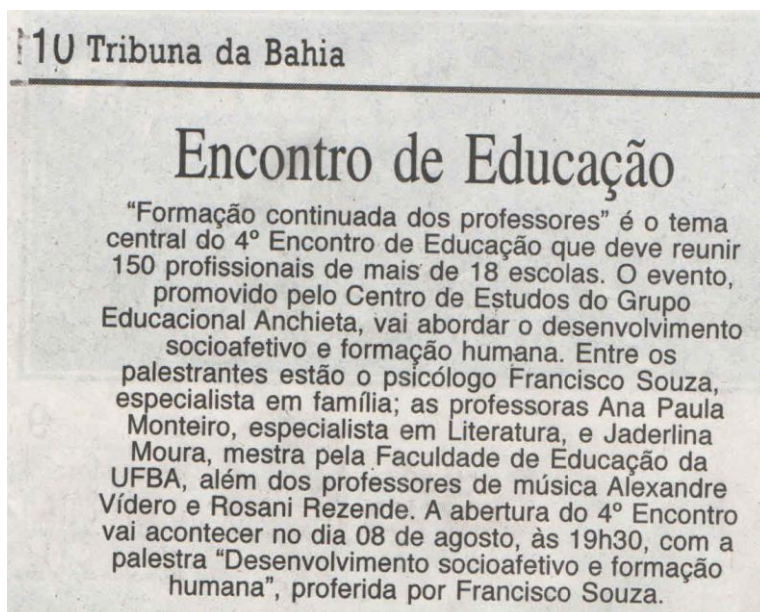 10 Tribuna da Bahia
Encontro de Educação
"Formação continuada dos professores" é o tema
central do 4º Encontro de Educação que deve reunir
150 profissionais de mais de 18 escolas. O evento,
promovido pelo Centro de Estudos do Grupo
Educacional Anchieta, vai abordar o desenvolvimento
socioafetivo e formação humana. Entre os
palestrantes estão o psicólogo Francisco Souza,
especialista em família; as professoras Ana Paula
Monteiro, especialista em Literatura, e Jaderlina
Moura, mestra pela Faculdade de Educação da
UFBA, além dos professores de música Alexandre
Vídero e Rosani Rezende. A abertura do 4º Encontro
vai acontecer no dia 08 de agosto, às 19h30, com a
palestra "Desenvolvimento socioafetivo e formação
humana", proferida por Francisco Souza.